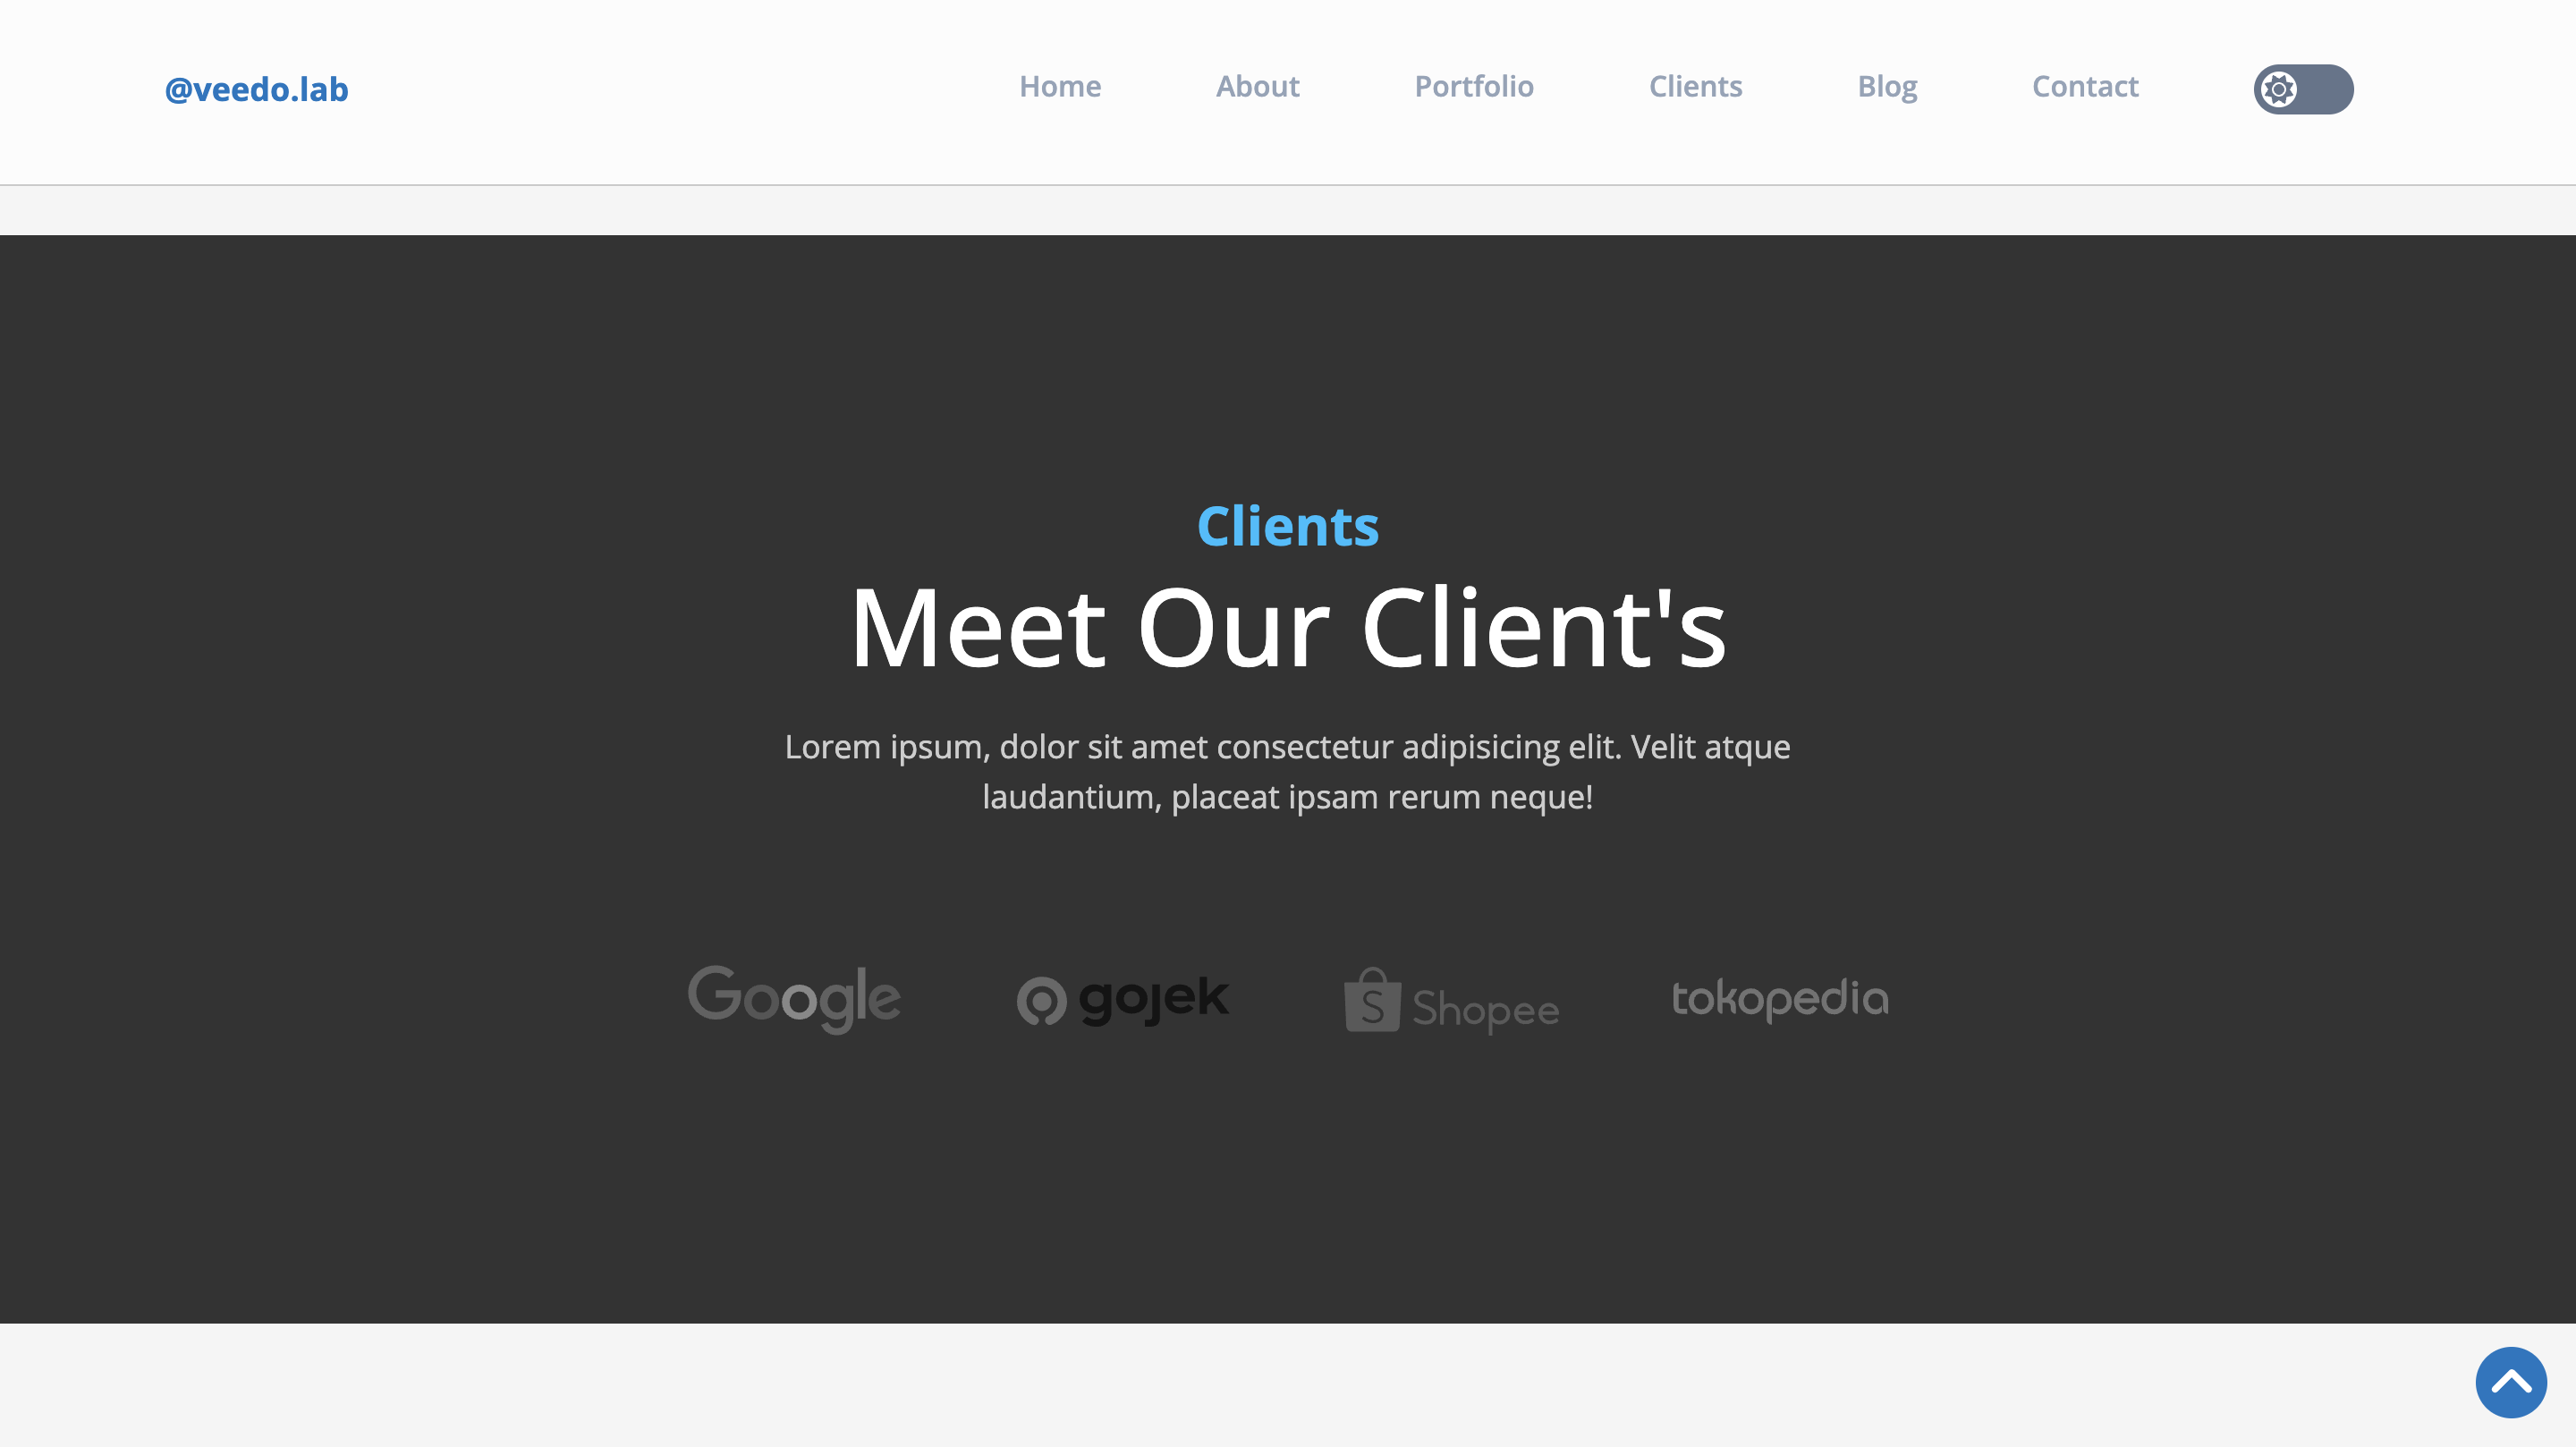 @veedo.lab
Home About Portfolio Clients Blog Contact
Clients
Meet Our Client's
Lorem ipsum, dolor sit amet consectetur adipisicing elit. Velit atque
laudantium, placeat ipsam rerum neque!
Google gojek S Shopee tokopedia